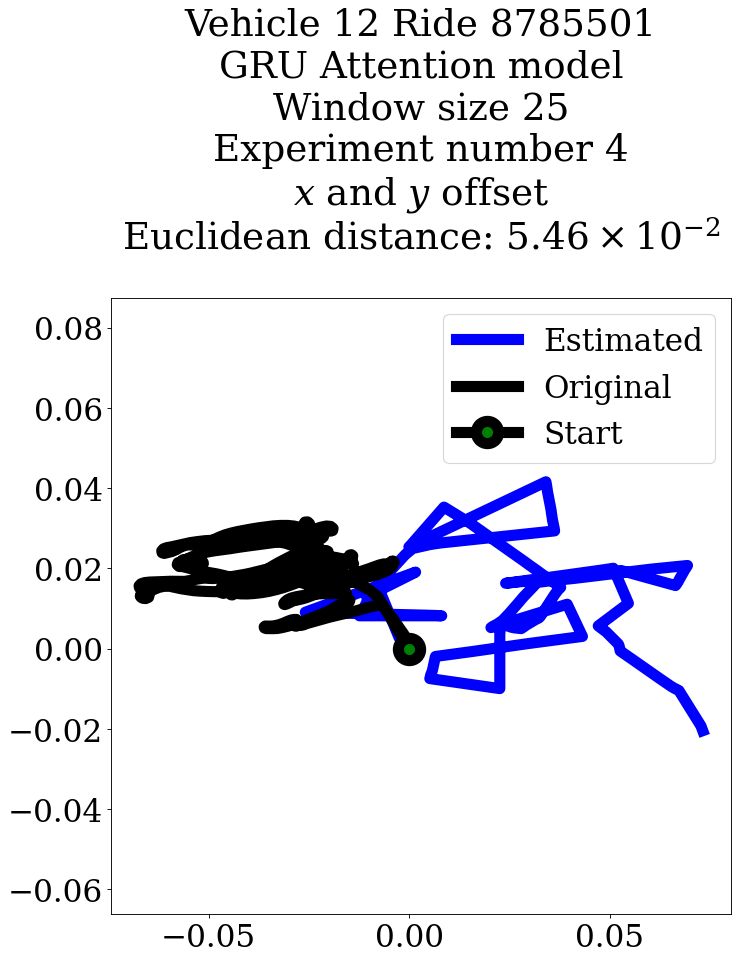 Vehicle 12 Ride 8785501
GRU Attention model
Window size 25
Experiment number 4
x and y offset
Euclidean distance: 5.46 × 10⁻²
Estimated
Original
Start
0.08
0.06
0.04
0.02
0.00
−0.02
−0.04
−0.06
−0.05 0.00 0.05